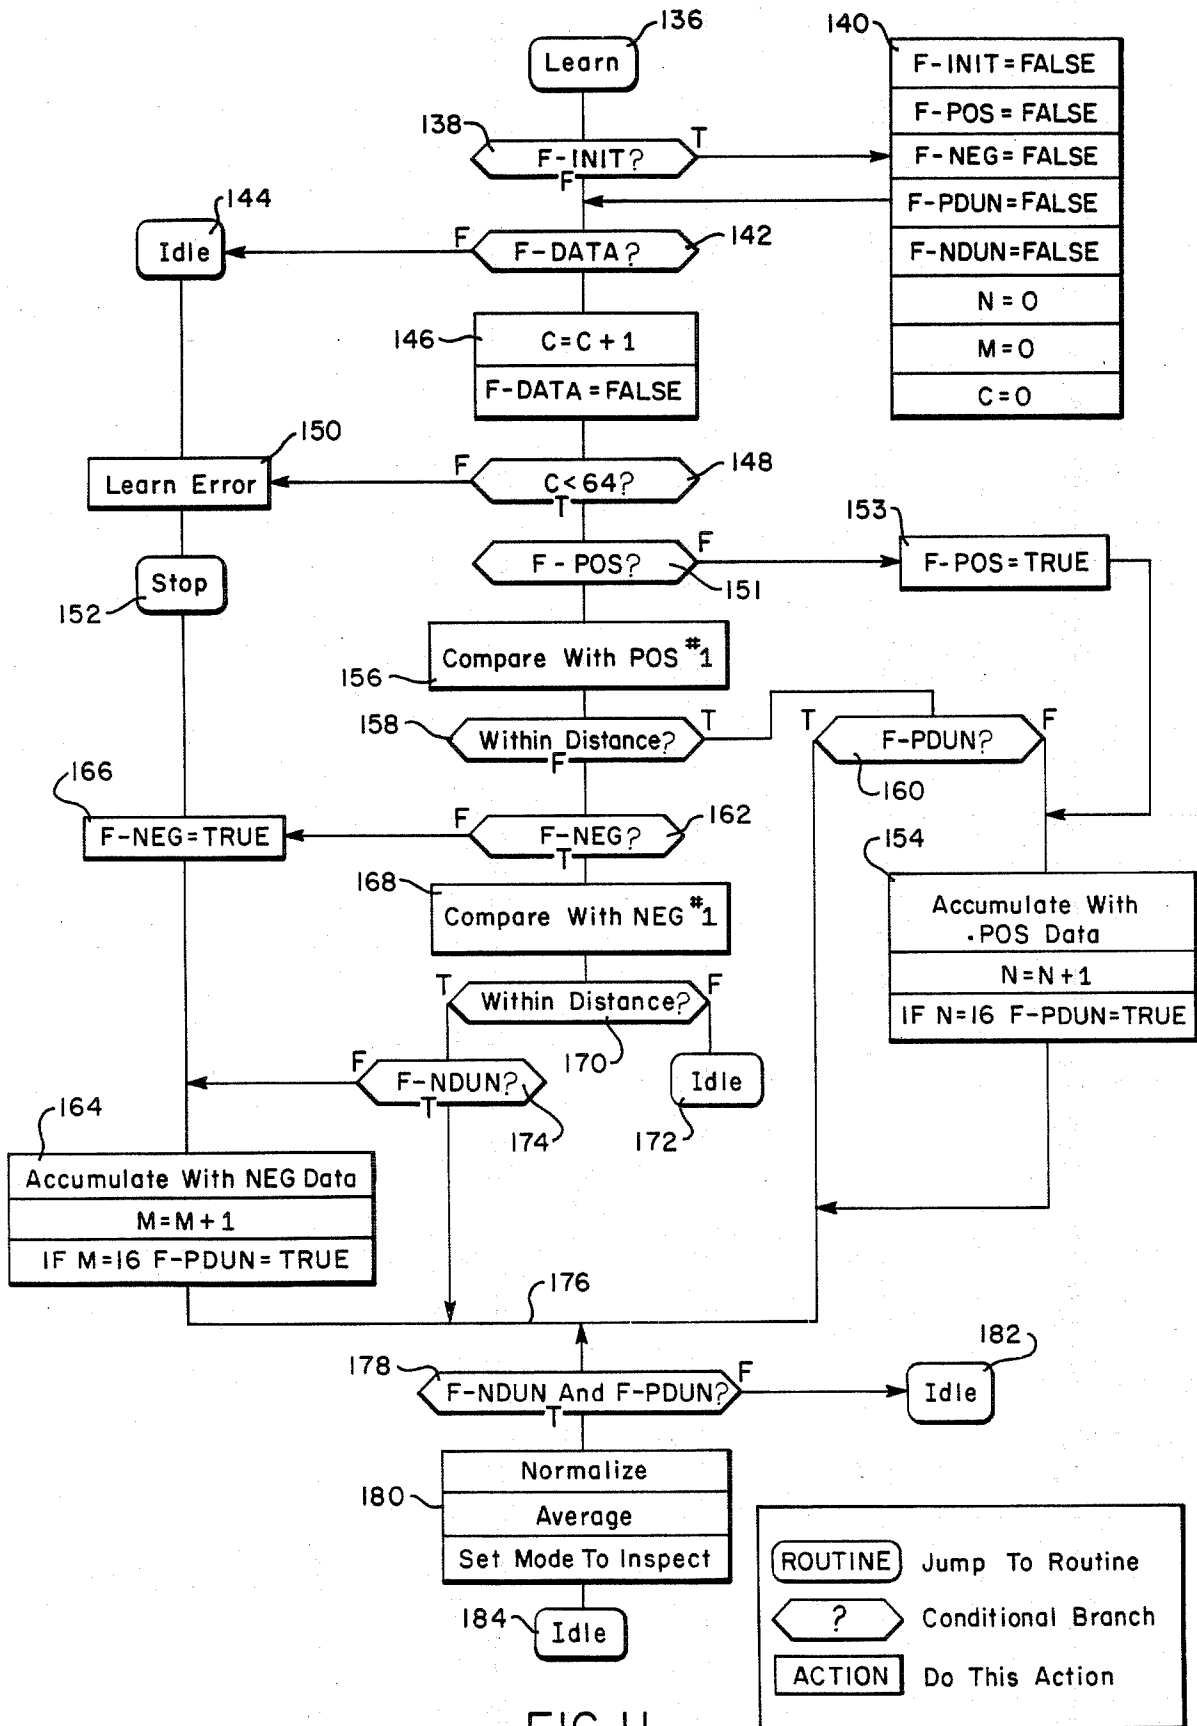 136
Learn
140
F-INIT=FALSE
F-POS=FALSE
F-NEG=FALSE
F-PDUN=FALSE
F-NDUN=FALSE
N=0
M=0
C=0
138
F-INIT?
T
F
144
Idle
F
F-DATA?
142
146
C=C+1
F-DATA=FALSE
150
Learn Error
F
C<64?
T
148
153
F-POS=TRUE
F-POS?
F
151
Stop
152
Compare With POS #1
156
158
Within Distance?
T
F
T
F-PDUN?
F
160
166
F-NEG=TRUE
F
F-NEG?
T
162
154
Accumulate With
POS Data
N=N+1
IF N=16 F-PDUN=TRUE
168
Compare With NEG #1
T
Within Distance?
F
170
F
F-NDUN?
T
174
Idle
172
164
Accumulate With NEG Data
M=M+1
IF M=16 F-PDUN=TRUE
176
178
F-NDUN And F-PDUN?
F
T
182
Idle
180
Normalize
Average
Set Mode To Inspect
184
Idle
ROUTINE Jump To Routine
? Conditional Branch
ACTION Do This Action